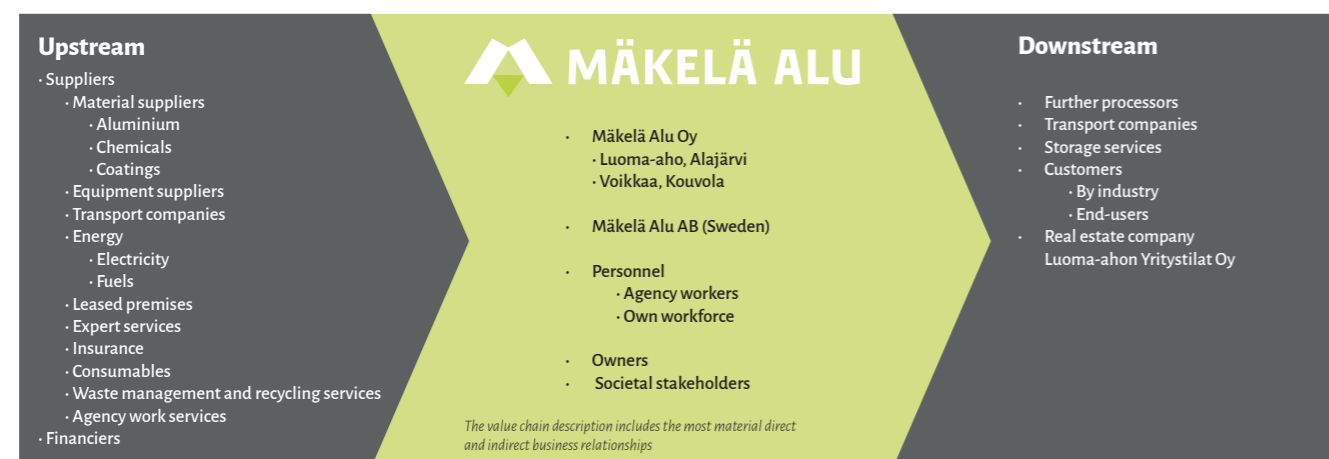 Upstream
· Suppliers
· Material suppliers
· Aluminium
· Chemicals
· Coatings
· Equipment suppliers
· Transport companies
· Energy
· Electricity
· Fuels
· Leased premises
· Expert services
· Insurance
· Consumables
· Waste management and recycling services
· Agency work services
· Financiers
MÄKELÄ ALU
· Mäkelä Alu Oy
· Luoma-aho, Alajärvi
· Voikkaa, Kouvola
· Mäkelä Alu AB (Sweden)
· Personnel
· Agency workers
· Own workforce
· Owners
· Societal stakeholders
The value chain description includes the most material direct
and indirect business relationships
Downstream
· Further processors
· Transport companies
· Storage services
· Customers
· By industry
· End-users
· Real estate company
Luoma-ahon Yritystilat Oy